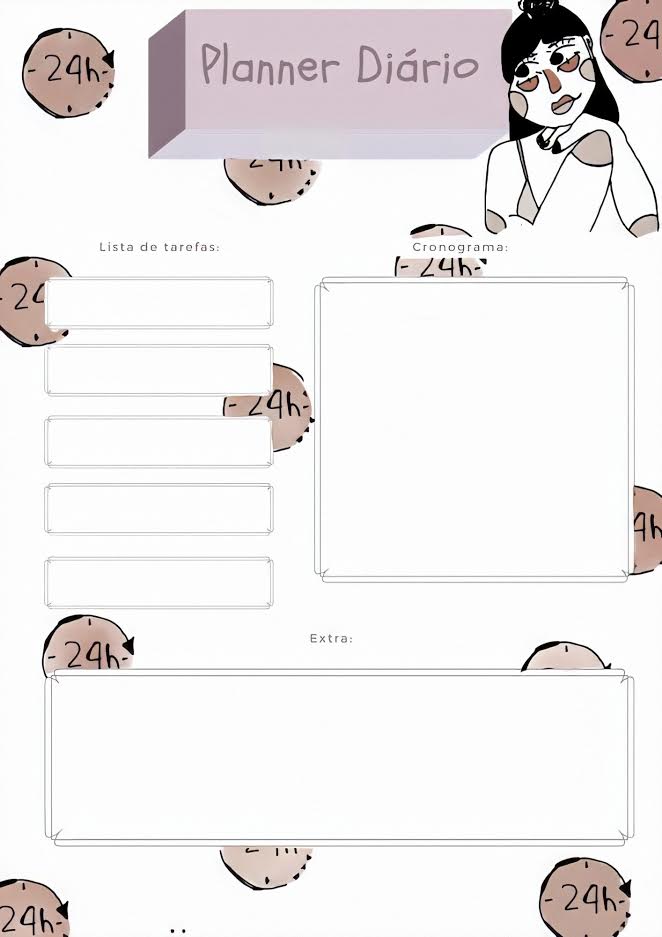 Planner Diário
-24h-
24
24h
Lista de tarefas:
Cronograma:
- 24h-
24
- 24h-
4h
Extra:
-24h-
24h
-24h-